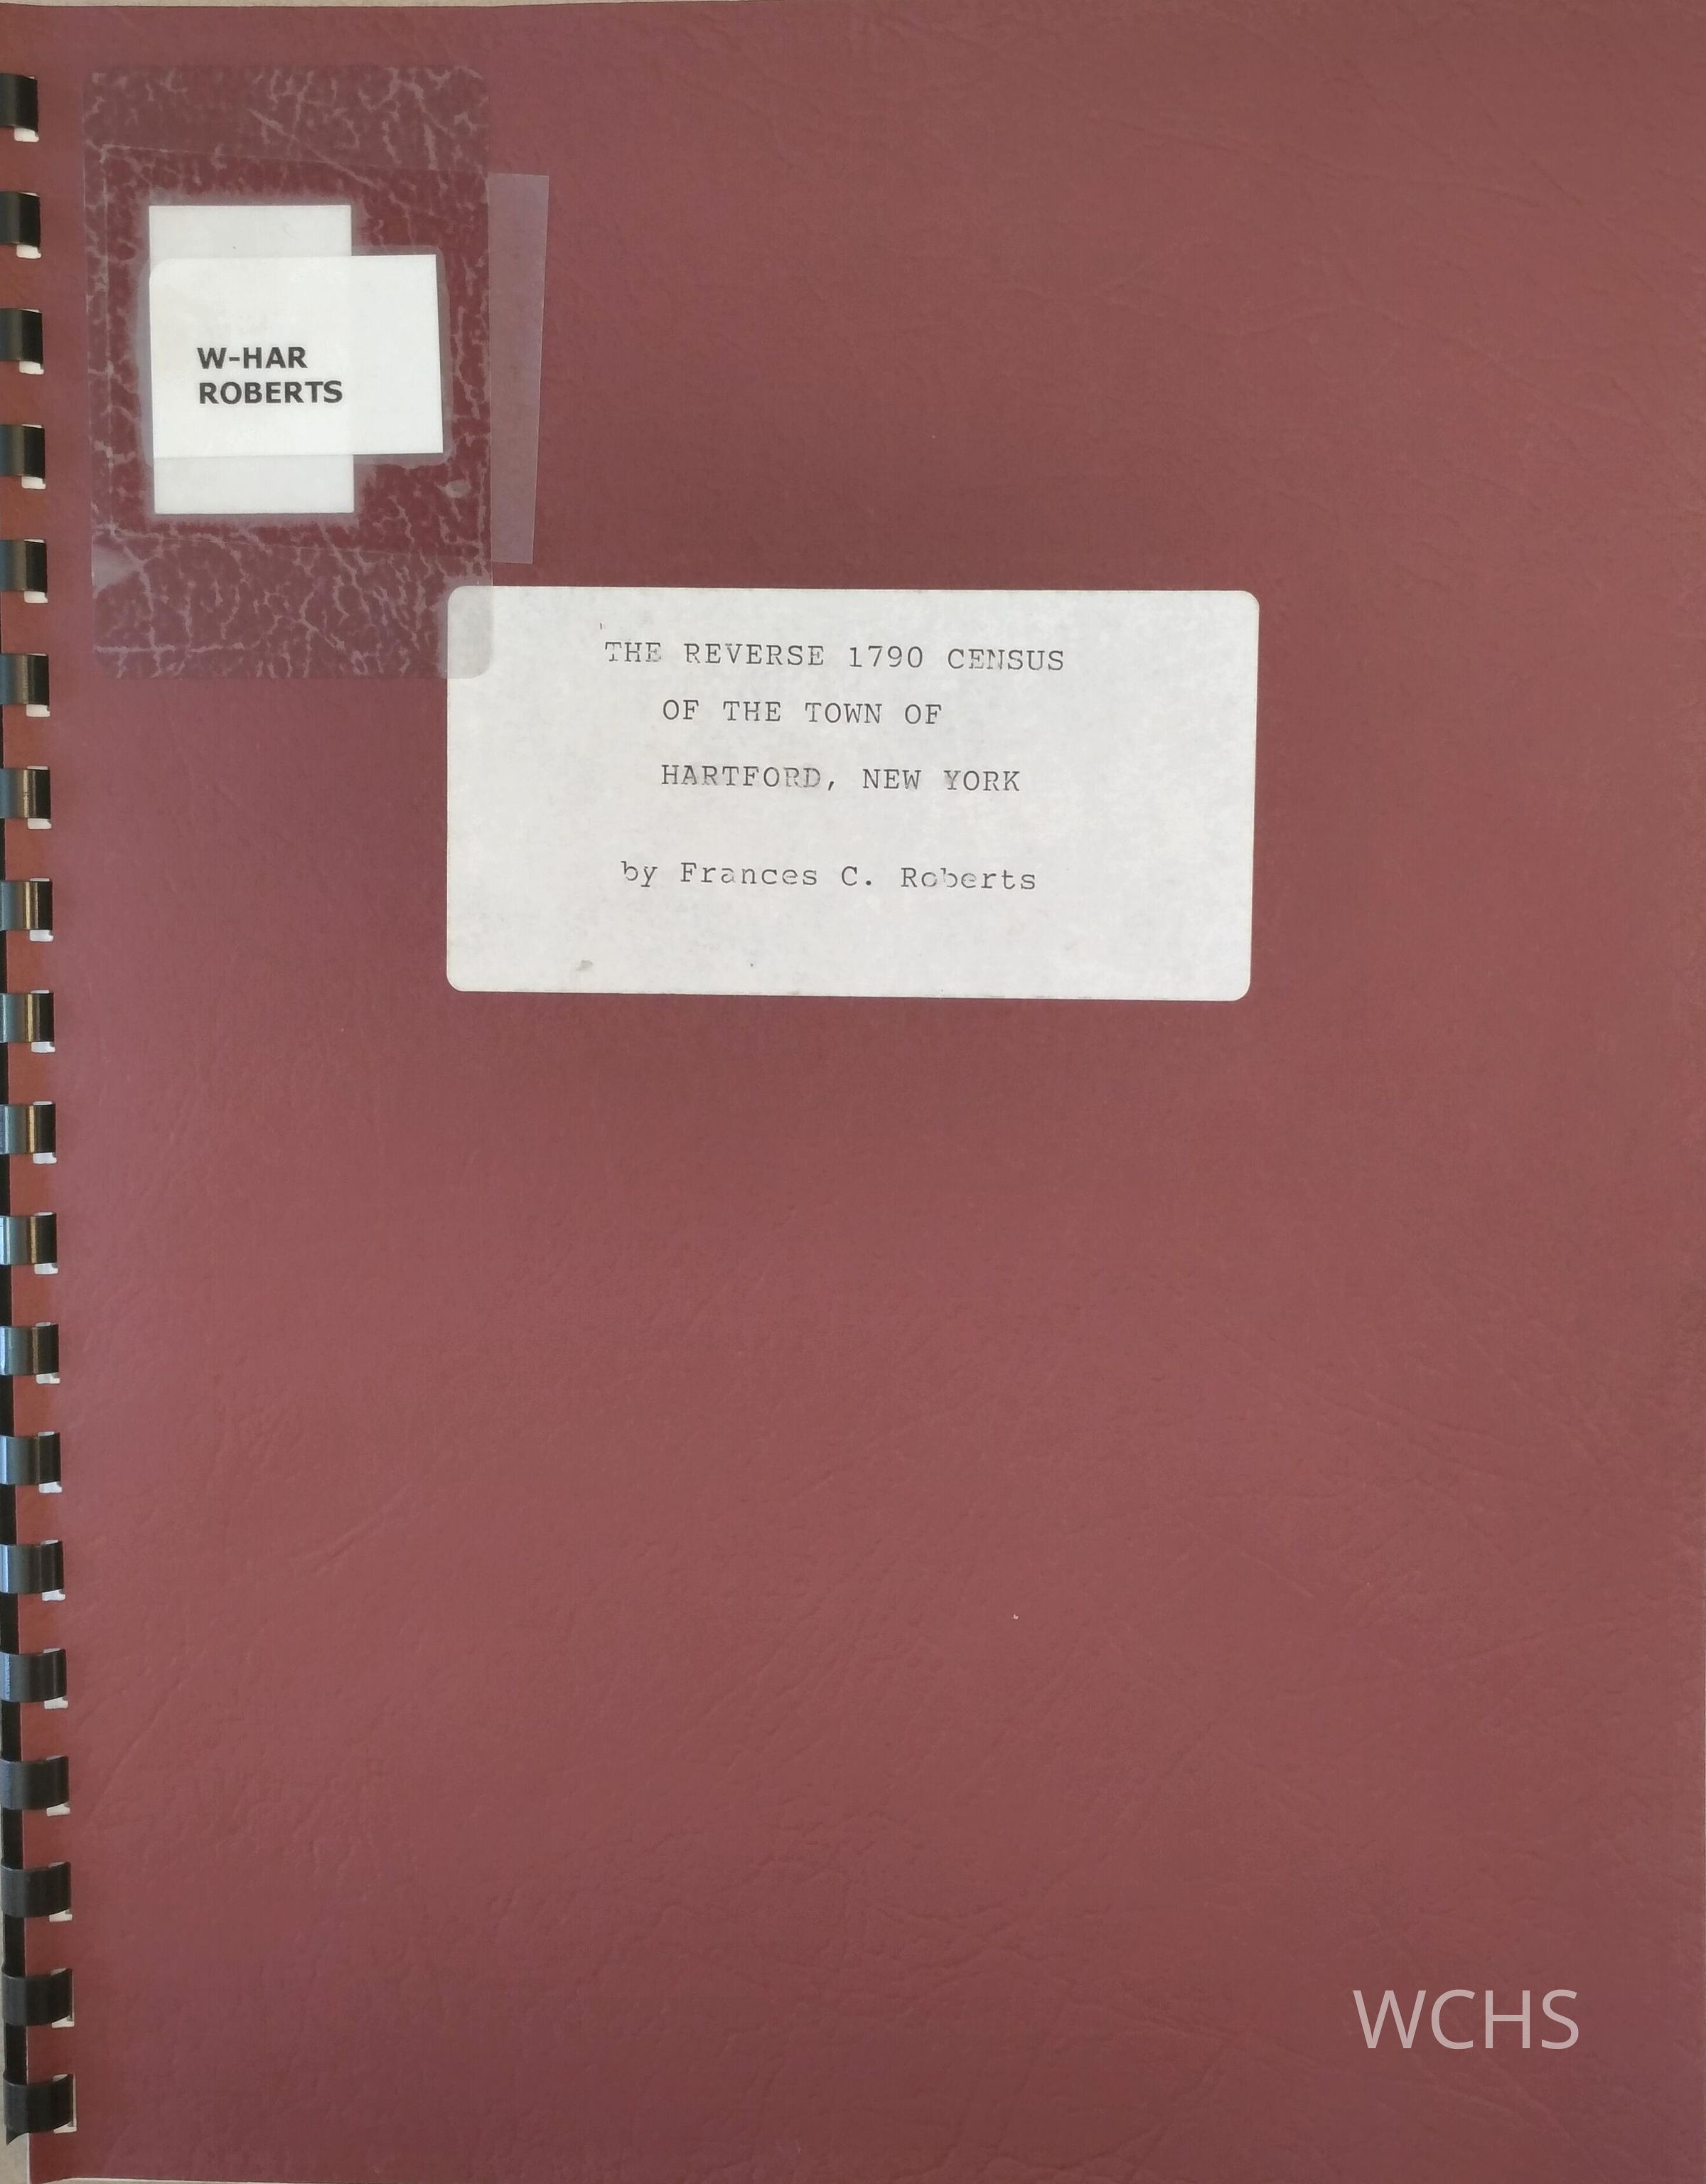 W-HAR
ROBERTS
THE REVERSE 1790 CENSUS
OF THE TOWN OF
HARTFORD, NEW YORK
by Frances C. Roberts
WCHS